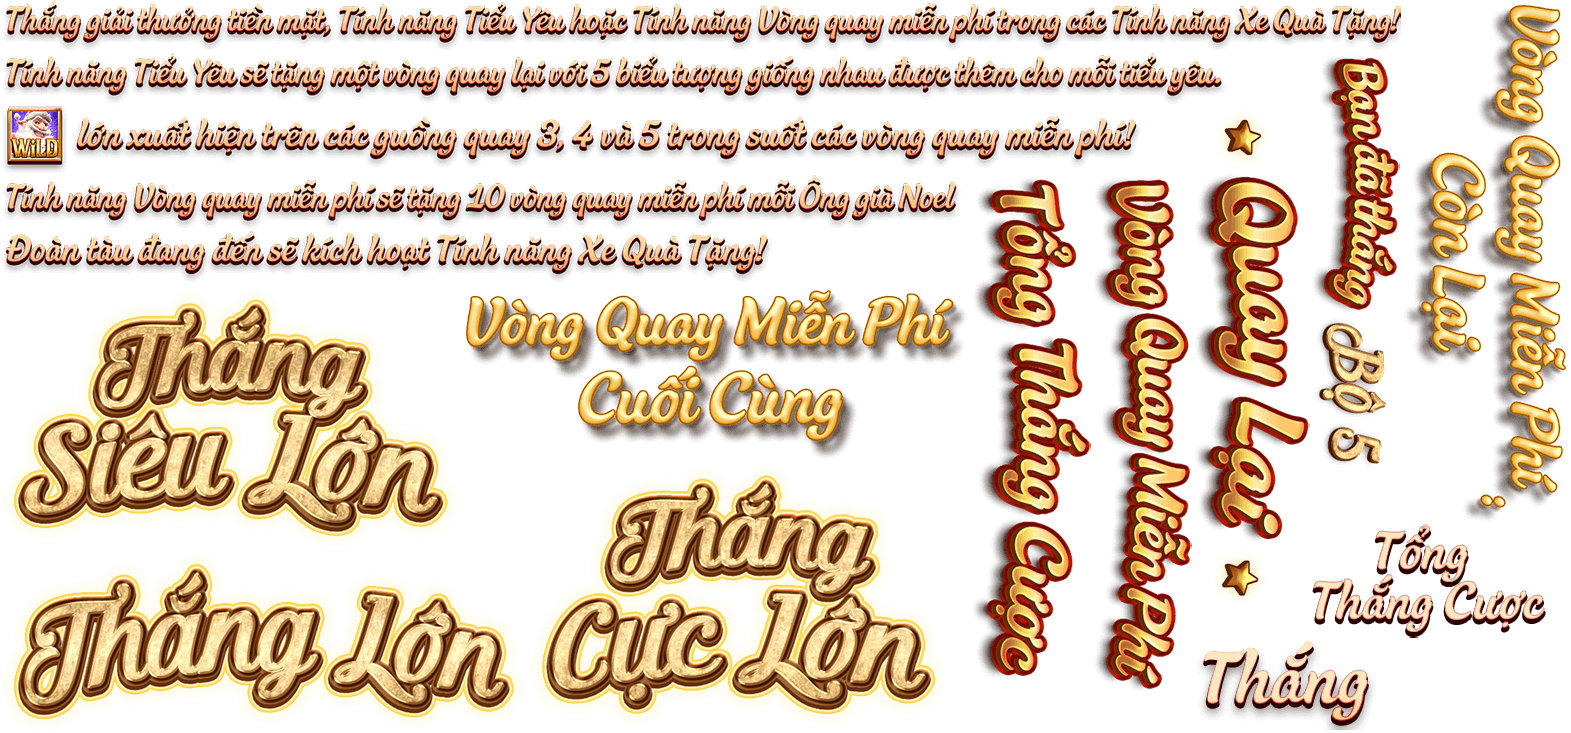 Thắng giải thưởng tiền mặt, Tính năng Tiểu Yêu hoặc Tính năng Vòng quay miễn phí trong các Tính năng Xe Quà Tặng!
Tính năng Tiểu Yêu sẽ tặng một vòng quay lại với 5 biểu tượng giống nhau được thêm cho mỗi tiểu yêu.
WILD lớn xuất hiện trên các guồng quay 3, 4 và 5 trong suốt các vòng quay miễn phí!
Tính năng Vòng quay miễn phí sẽ tặng 10 vòng quay miễn phí mỗi Ông già Noel
Đoàn tàu đang đến sẽ kích hoạt Tính năng Xe Quà Tặng!
Thắng
Siêu Lớn
Vòng Quay Miễn Phí
Cuối Cùng
Thắng Lớn
Thắng
Cực Lớn
Tổng Thắng Cược
Vòng Quay Miễn Phí
Quay Lại
Bạn đã thắng
Bộ 5
Vòng Quay Miễn Phí
Còn Lại
:
Tổng
Thắng Cược
Thắng